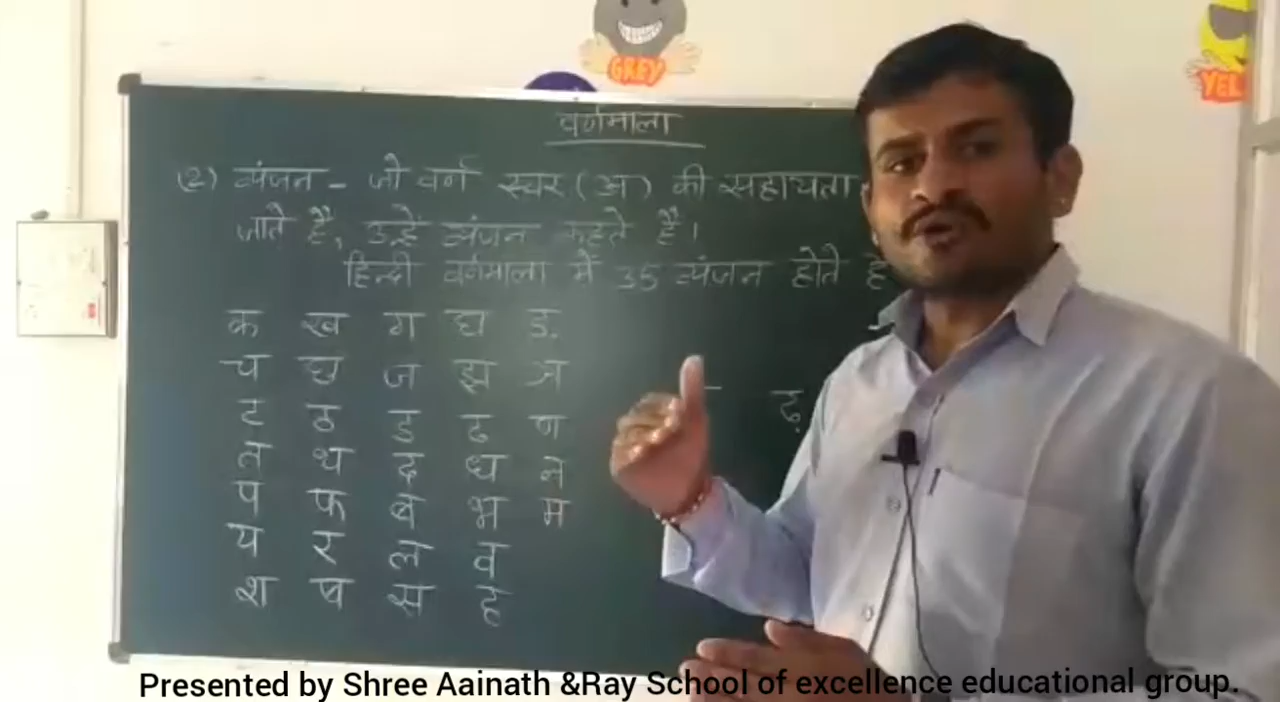 GREY
YEL
वर्णमाला
(2) व्यंजन - जो वर्ण स्वर (अ) की सहायता
जाते है, उन्हें व्यंजन कहते हैं।
हिन्दी वर्णमाला में 35 व्यंजन होते है
क ख ग घ ङ
च छ ज झ ञ
ट ठ ड ढ ण
ढ़
त थ द ध न
प फ ब भ म
य र ल व
श ष स ह
Presented by Shree Aainath &Ray School of excellence educational group.